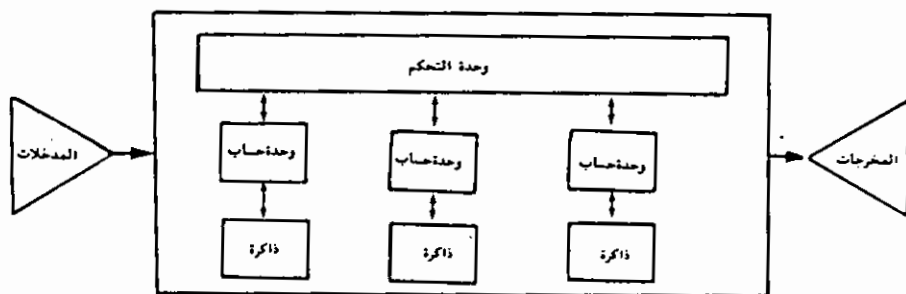 وحدة التحكم
المدخلات
وحدة حساب
وحدة حساب
وحدة حساب
المخرجات
ذاكرة
ذاكرة
ذاكرة